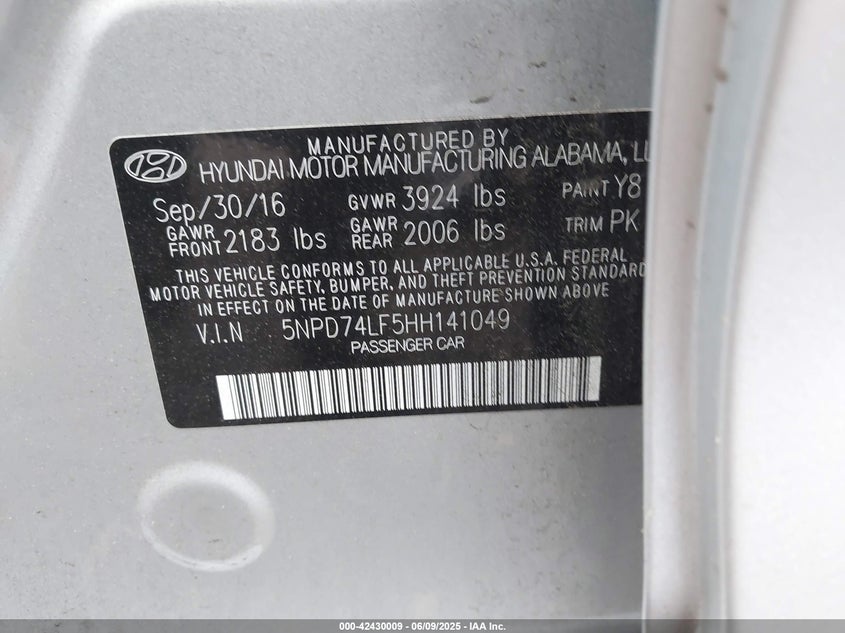 MANUFACTURED BY
HYUNDAI MOTOR MANUFACTURING ALABAMA,
Sep/30/16 GVWR 3924 lbs PAINT Y8
GAWR FRONT 2183 lbs GAWR REAR 2006 lbs TRIM PK
THIS VEHICLE CONFORMS TO ALL APPLICABLE U.S.A. FEDERAL
MOTOR VEHICLE SAFETY, BUMPER, AND THEFT PREVENTION STANDARD
IN EFFECT ON THE DATE OF MANUFACTURE SHOWN ABOVE
V.I.N 5NPD74LF5HH141049
PASSENGER CAR
000-42430009 - 06/09/2025 - IAA Inc.